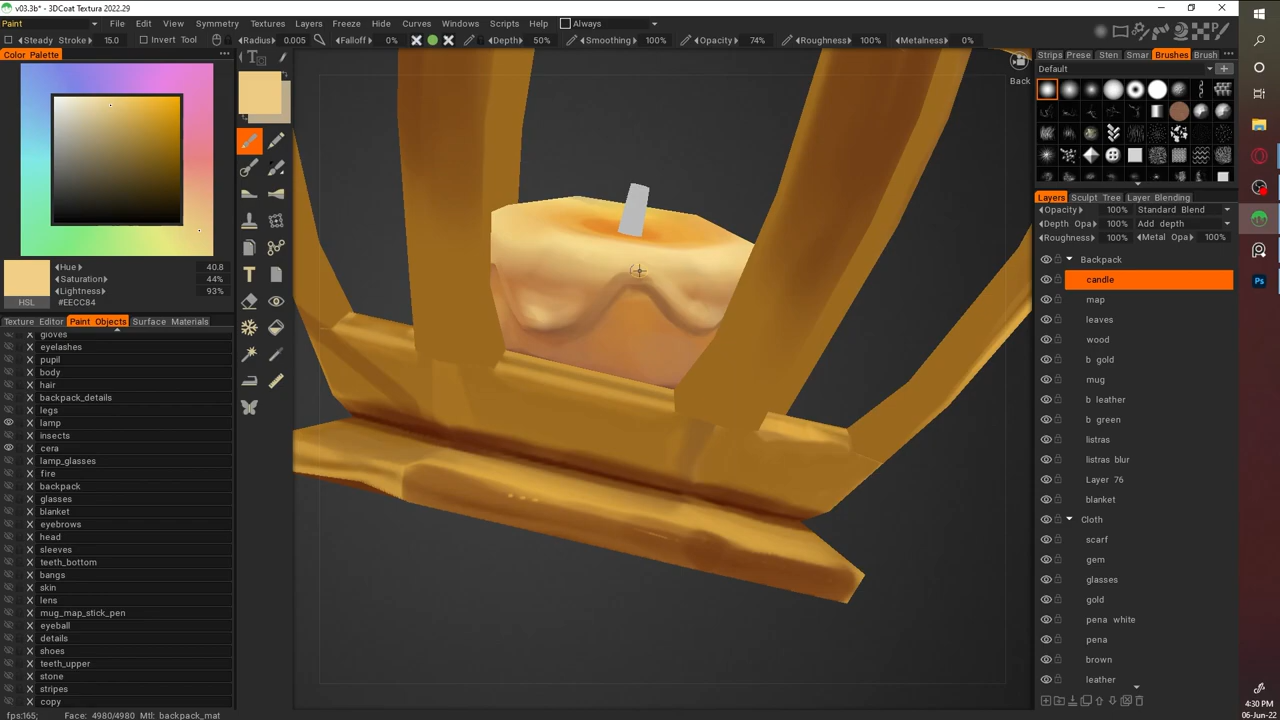 v03.3b* - 3DCoat Textura 2022.29
Paint File Edit View Symmetry Textures Layers Freeze Hide Curves Windows Scripts Help Always
Steady Stroke 15.0 Invert Tool Radius 0.005 Falloff 0% Depth 50% Smoothing 100% Opacity 74% Roughness 100% Metalness 0%
Color Palette
Back
Strips Prese Sten Smar Brushes Brush
Default
Layers Sculpt Tree Layer Blending
Opacity 100% Standard Blend
Depth Opa 100% Add depth
Roughness 100% Metal Opa 100%
Backpack
candle
map
leaves
wood
b gold
mug
b leather
b green
listras
listras blur
Layer 76
blanket
Cloth
scarf
gem
glasses
gold
pena white
pena
brown
leather
Hue 40.8
Saturation 44%
Lightness 93%
HSL #EECC84
Texture Editor Paint Objects Surface Materials
gloves
eyelashes
pupil
body
hair
backpack_details
legs
lamp
insects
cera
lamp_glasses
fire
backpack
glasses
blanket
eyebrows
head
sleeves
teeth_bottom
bangs
skin
lens
mug_map_stick_pen
eyeball
details
shoes
teeth_upper
stone
stripes
copy
fps:165; Face: 4980/4980 Mtl: backpack_mat
Ps
4:30 PM
06-Jun-22